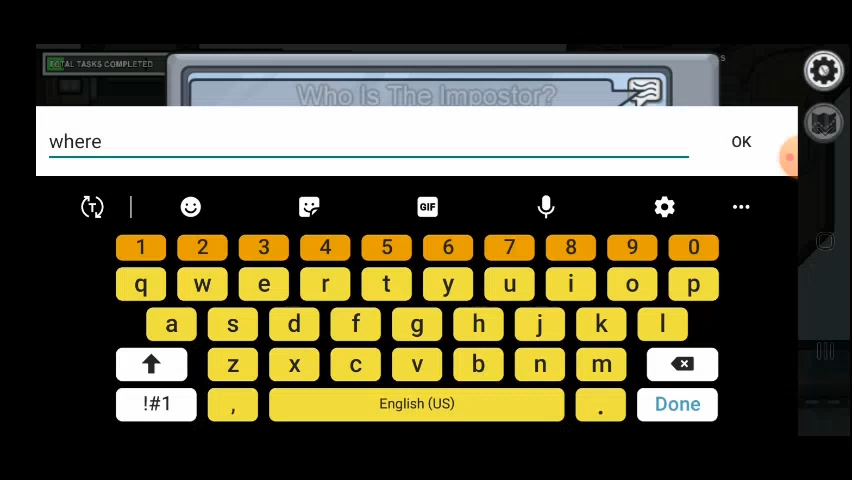 TOTAL TASKS COMPLETED
Who Is The Impostor?
where
OK
T
GIF
1 2 3 4 5 6 7 8 9 0
q w e r t y u i o p
a s d f g h j k l
z x c v b n m
!#1 , English (US) . Done